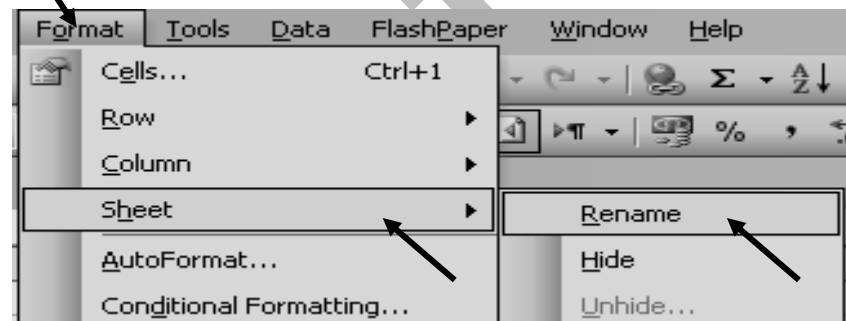 Format Tools Data FlashPaper Window Help
Cells... Ctrl+1
Σ A Z
Row
¶ % ,
Column
Sheet Rename
AutoFormat... Hide
Conditional Formatting... Unhide...